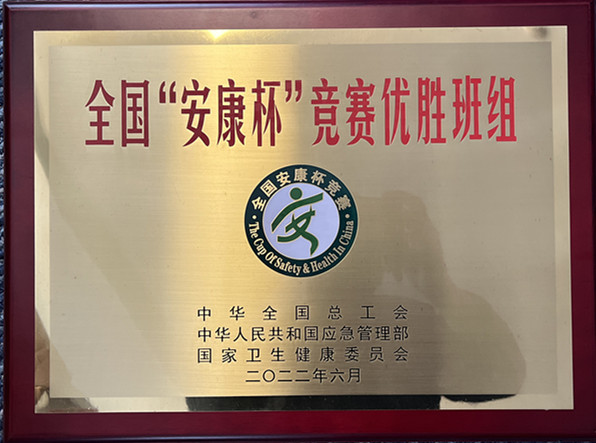 全国“安康杯”竞赛优胜班组
·全国安康杯竞赛·
The Cup Of Safety & Health In China
中华全国总工会
中华人民共和国应急管理部
国家卫生健康委员会
二〇二二年六月